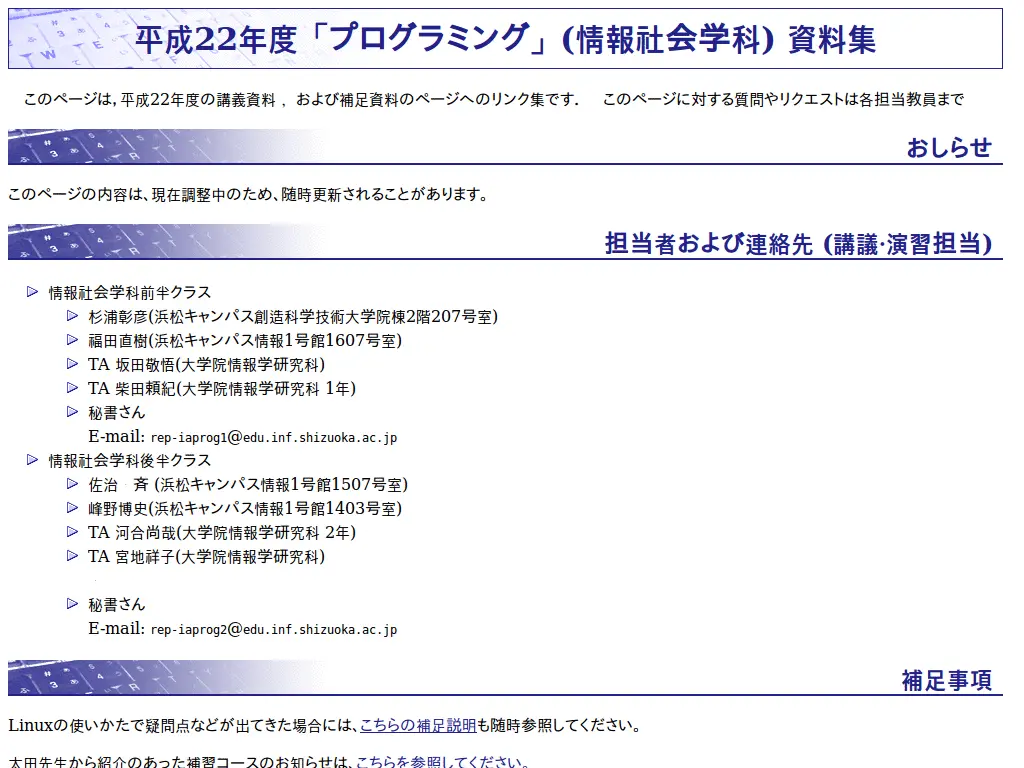 平成22年度「プログラミング」(情報社会学科) 資料集
このページは，平成22年度の講義資料，および補足資料のページへのリンク集です．　このページに対する質問やリクエストは各担当教員まで
おしらせ
このページの内容は、現在調整中のため、随時更新されることがあります。
担当者および連絡先 (講議・演習担当)
情報社会学科前半クラス
杉浦彰彦(浜松キャンパス創造科学技術大学院棟2階207号室)
福田直樹(浜松キャンパス情報1号館1607号室)
TA 坂田敬悟(大学院情報学研究科)
TA 柴田頼紀(大学院情報学研究科 1年)
秘書さん
E-mail: rep-iaprog1@edu.inf.shizuoka.ac.jp
情報社会学科後半クラス
佐治　斉 (浜松キャンパス情報1号館1507号室)
峰野博史(浜松キャンパス情報1号館1403号室)
TA 河合尚哉(大学院情報学研究科 2年)
TA 宮地祥子(大学院情報学研究科)
秘書さん
E-mail: rep-iaprog2@edu.inf.shizuoka.ac.jp
補足事項
Linuxの使いかたで疑問点などが出てきた場合には、こちらの補足説明も随時参照してください。
太田先生から紹介のあった補習コースのお知らせは、こちらを参照してください。